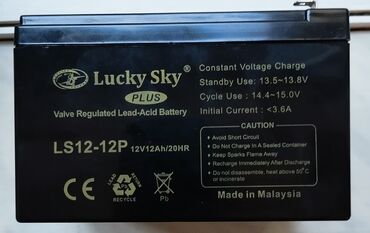 Lucky Sky
PLUS
Valve Regulated Lead-Acid Battery
LS12-12P 12V12Ah/20HR
CE
LEAD
RETURN
RECYCLE
Pb
Constant Voltage Charge
Standby Use : 13.5~13.8V
Cycle Use : 14.4~15.0V
Initial Current : <3.6A
CAUTION
Avoid Short Circuit
Do Not Charge In A Sealed Container
Keep Sparks Flame Away
Recharge Immediately After Discharge
Do not disassemble, heat above 50°C
or incinerate
Made in Malaysia